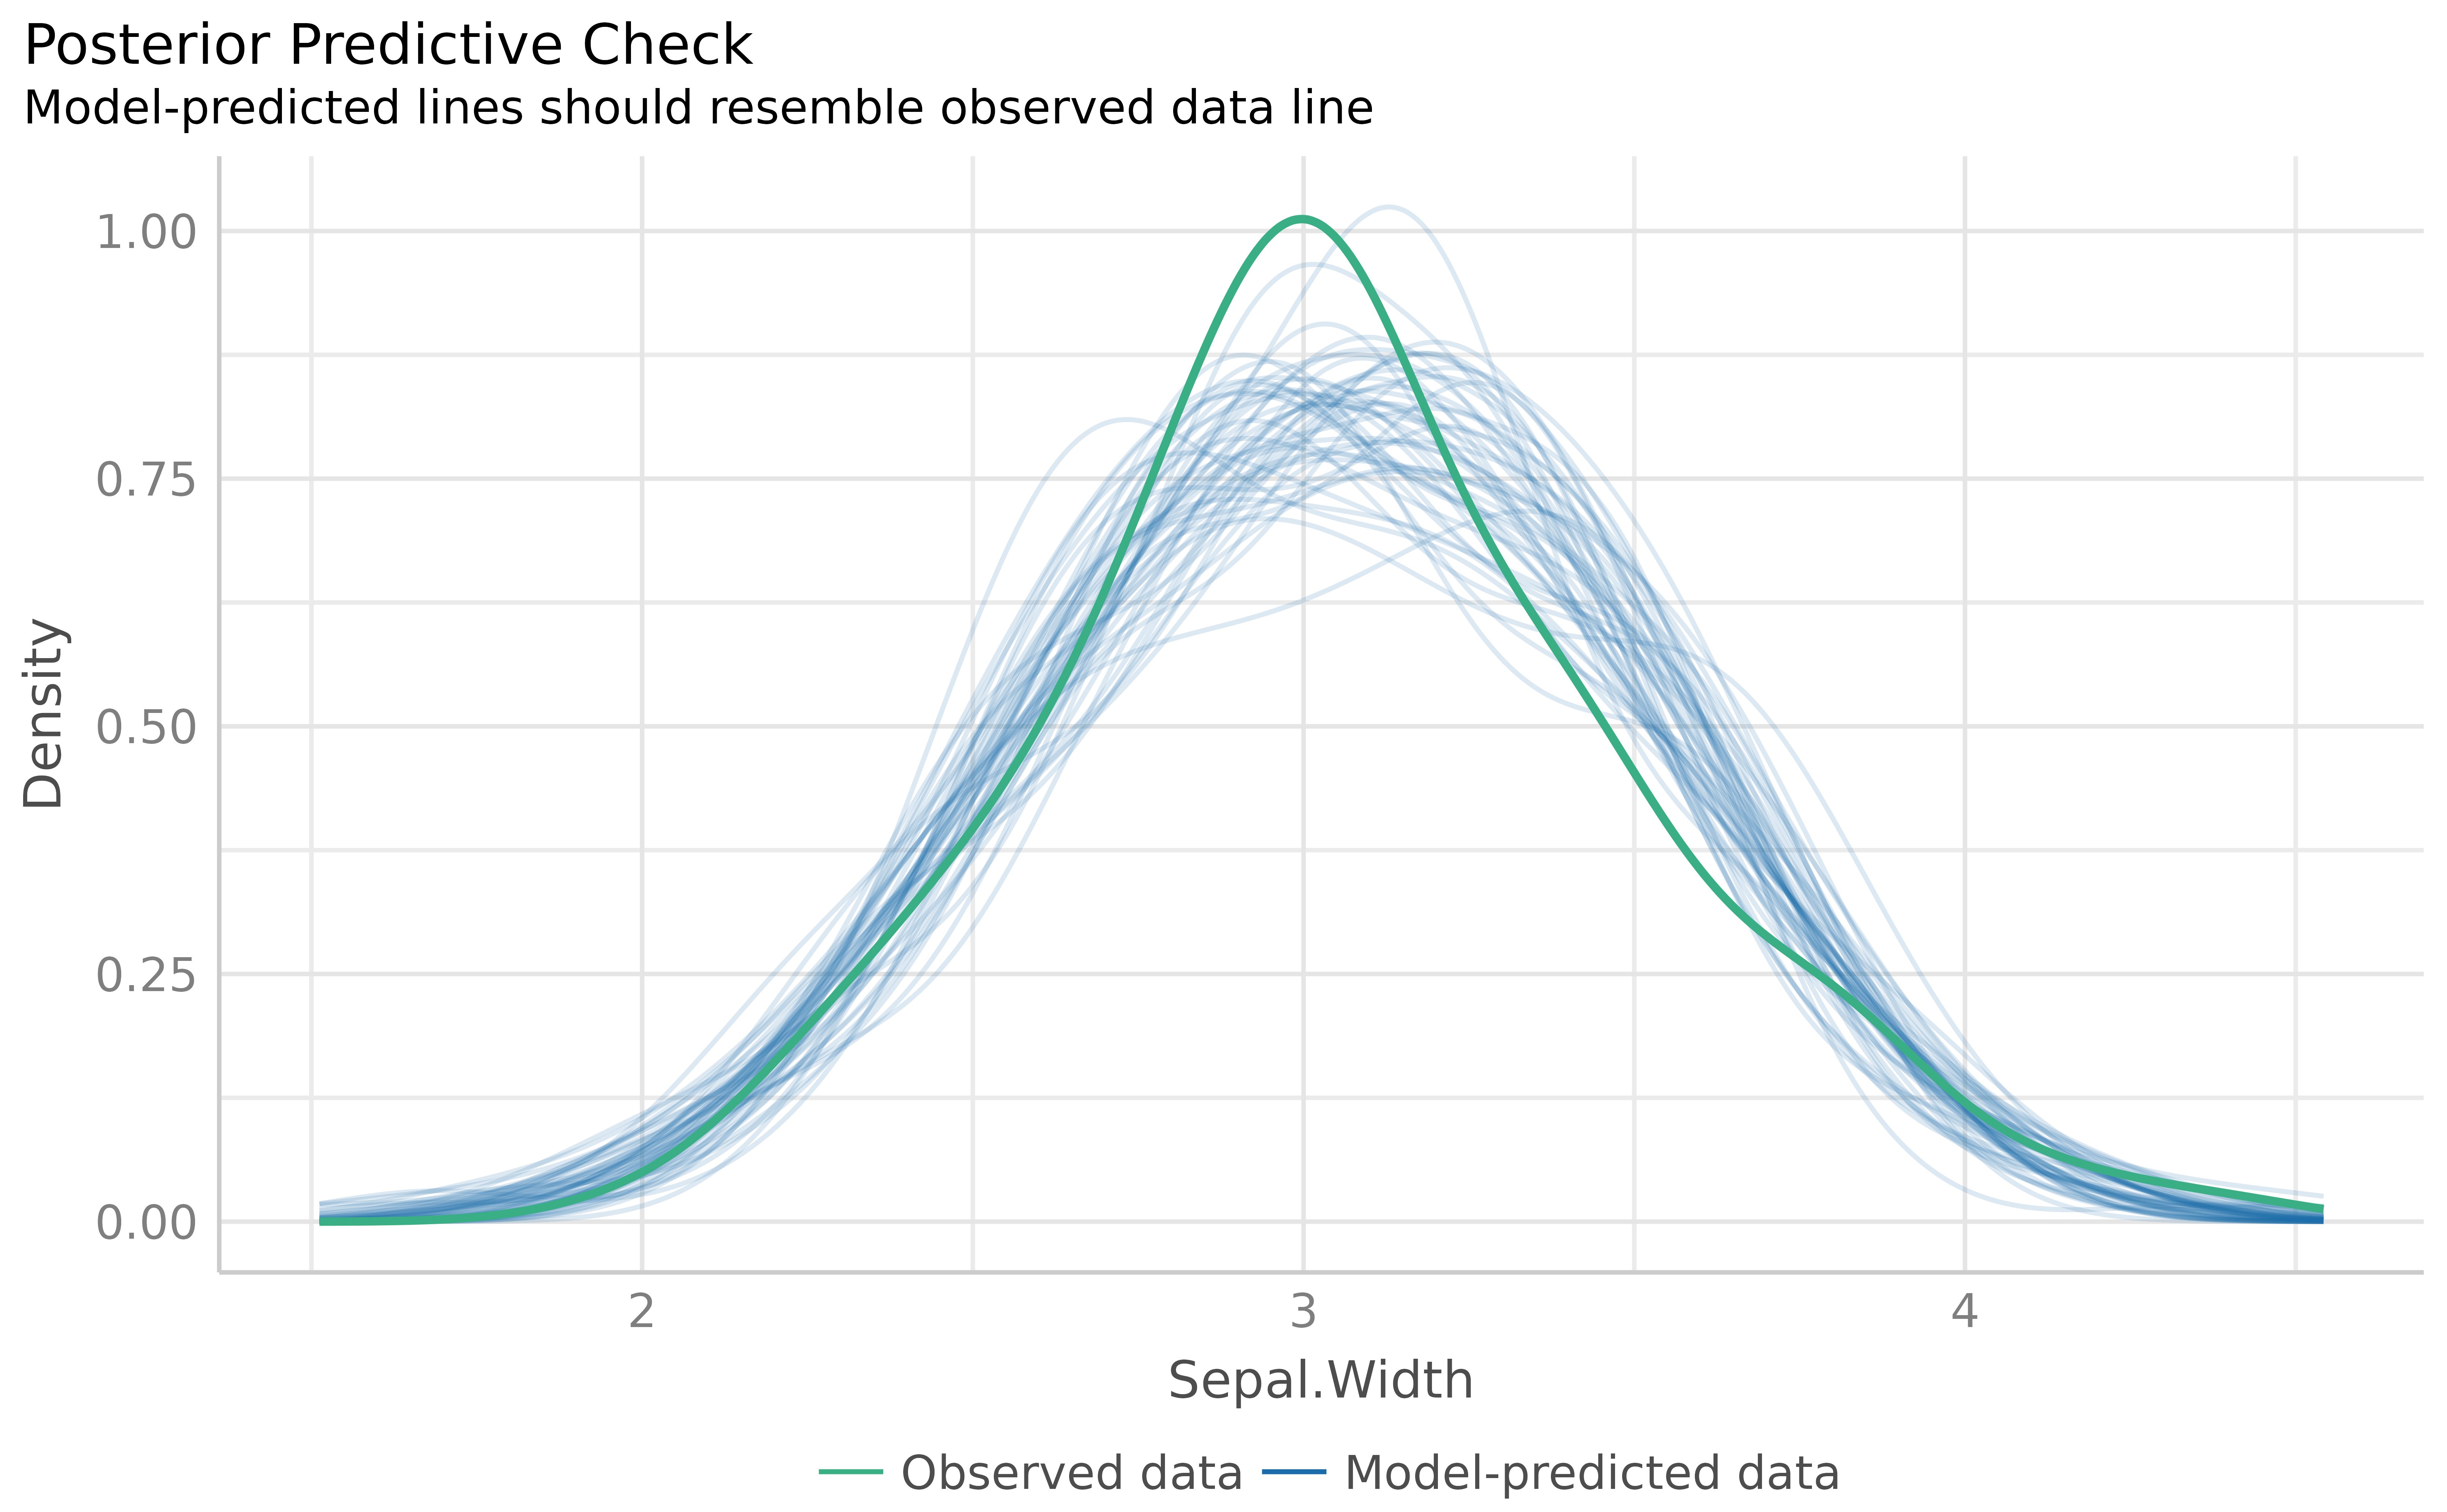 Posterior Predictive Check
Model-predicted lines should resemble observed data line
1.00
0.75
0.50
0.25
0.00
Density
2 3 4
Sepal.Width
Observed data Model-predicted data